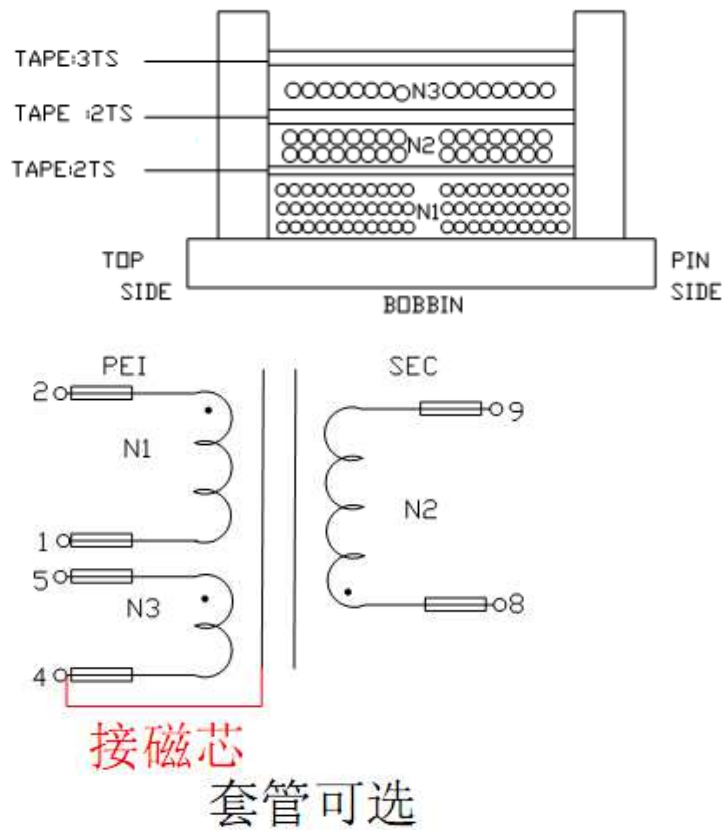 TAPE:3TS
N3
TAPE :2TS
N2
TAPE:2TS
N1
TOP SIDE
PIN SIDE
BOBBIN
PEI
SEC
2
9
N1
N2
1
5
N3
8
4
接磁芯
套管可选